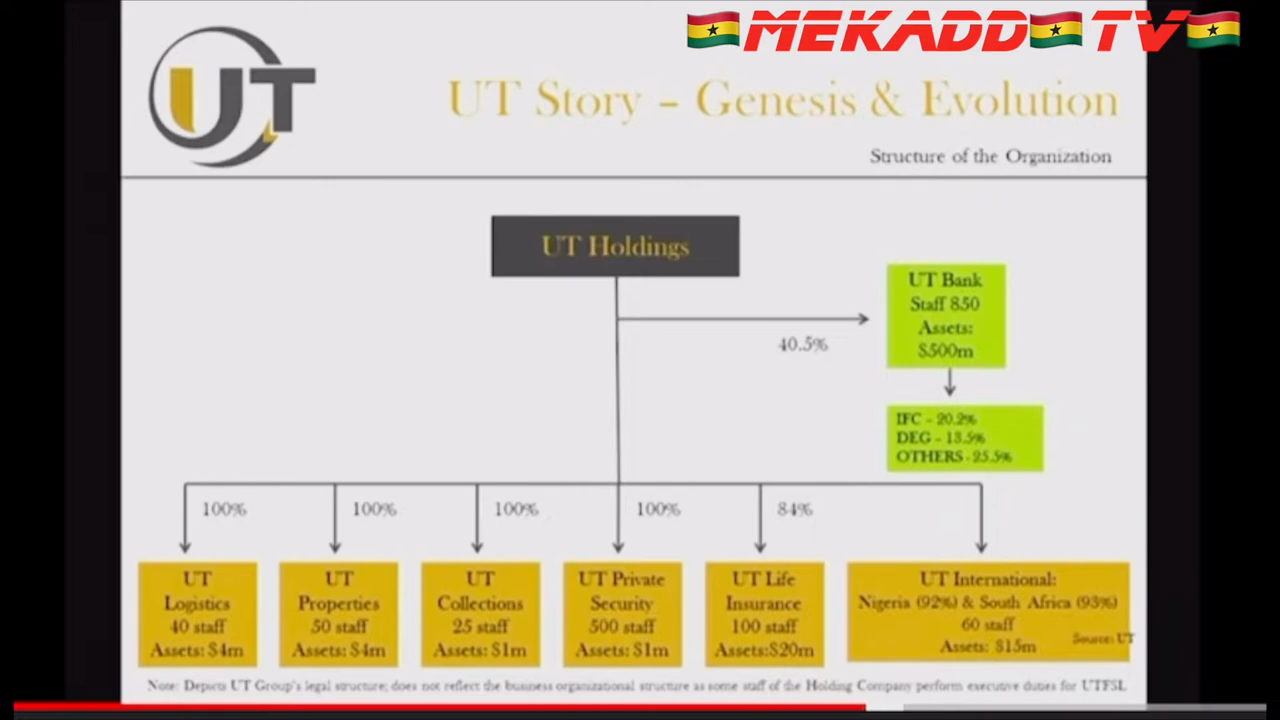 MEKADD TV
UT
UT Story – Genesis & Evolution
Structure of the Organization
UT Holdings
UT Bank
Staff 850
Assets:
$500m
40.5%
IFC – 20.2%
DEG – 13.5%
OTHERS - 25.5%
100%
100%
100%
100%
84%
UT
Logistics
40 staff
Assets: $4m
UT
Properties
50 staff
Assets: $4m
UT
Collections
25 staff
Assets: $1m
UT Private
Security
500 staff
Assets: $1m
UT Life
Insurance
100 staff
Assets:$20m
UT International:
Nigeria (92%) & South Africa (93%)
60 staff
Assets: $15m
Source: UT
Note: Depicts UT Group's legal structure; does not reflect the business organizational structure as some staff of the Holding Company perform executive duties for UTFSL